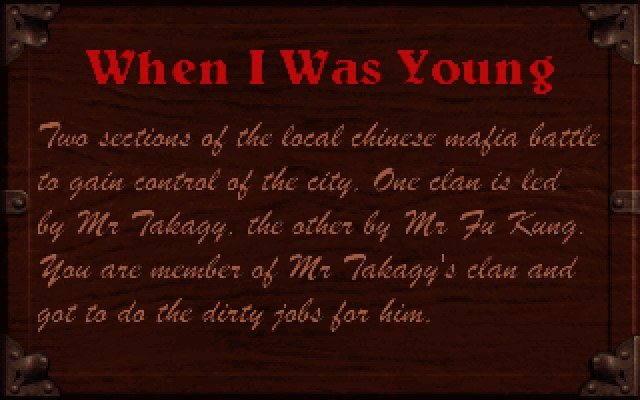 When I Was Young
Two sections of the local chinese mafia battle
to gain control of the city. One clan is led
by Mr Takagy, the other by Mr Fu Kung.
You are member of Mr Takagy's clan and
got to do the dirty jobs for him.